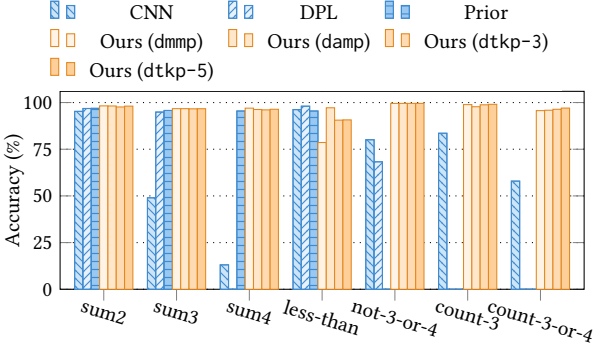 CNN DPL Prior
Ours (dmmp) Ours (damp) Ours (dtkp-3)
Ours (dtkp-5)
100
75
50
25
0
Accuracy (%)
sum2 sum3 sum4 less-than not-3-or-4 count-3 count-3-or-4